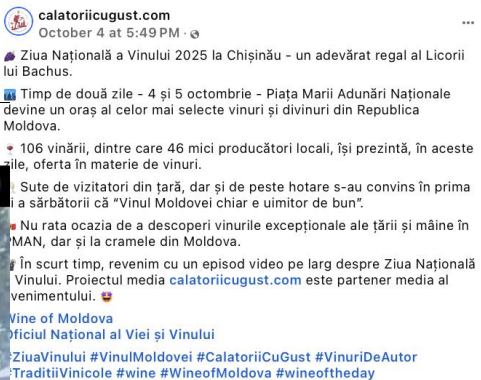 calatoriicugust.com
October 4 at 5:49 PM ·
🍇 Ziua Națională a Vinului 2025 la Chișinău - un adevărat regal al Licorii
lui Bachus.
Timp de două zile - 4 și 5 octombrie - Piața Marii Adunări Naționale
devine un oraș al celor mai selecte vinuri și divinuri din Republica
Moldova.
🍷 106 vinării, dintre care 46 mici producători locali, își prezintă, în aceste
zile, oferta în materie de vinuri.
Sute de vizitatori din țară, dar și de peste hotare s-au convins în prima
zi a sărbătorii că “Vinul Moldovei chiar e uimitor de bun”.
Nu rata ocazia de a descoperi vinurile excepționale ale țării și mâine în
PMAN, dar și la cramele din Moldova.
În scurt timp, revenim cu un episod video pe larg despre Ziua Națională
a Vinului. Proiectul media calatoriicugust.com este partener media al
evenimentului. 🤩
Wine of Moldova
Oficiul Național al Viei și Vinului
#ZiuaVinului #VinulMoldovei #CalatoriiCuGust #VinuriDeAutor
#TraditiiVinicole #wine #WineofMoldova #wineoftheday